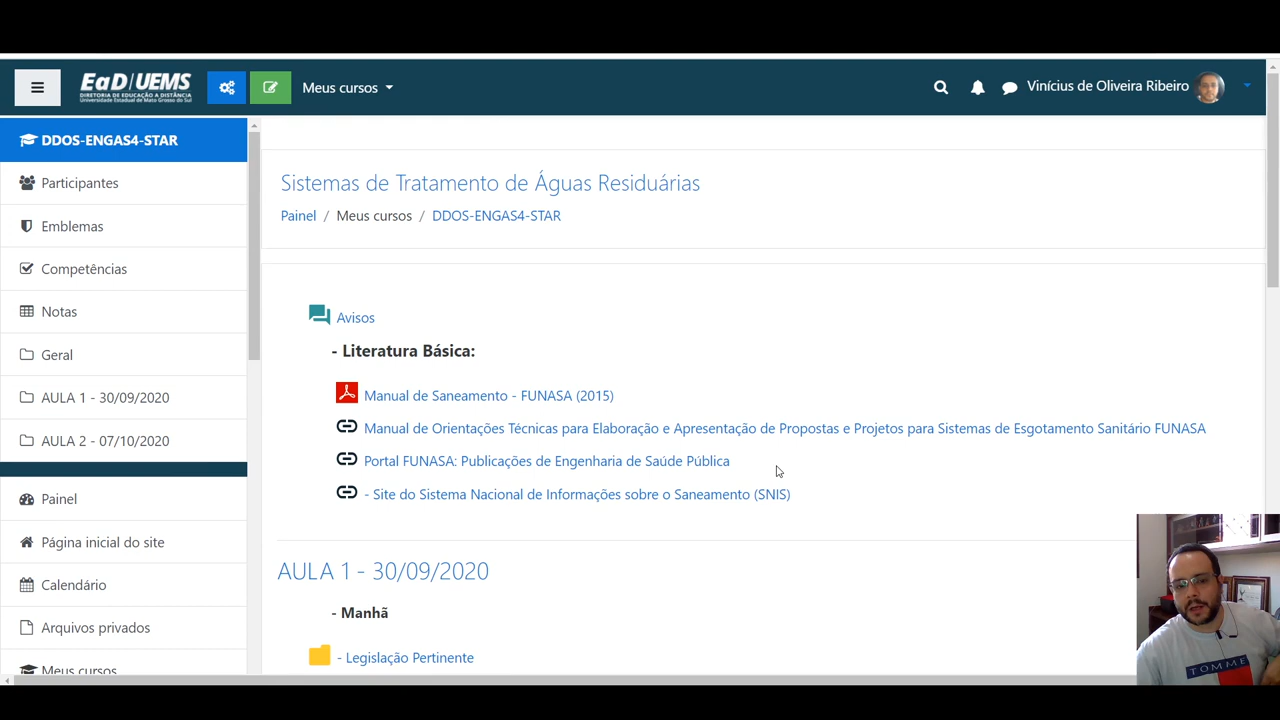 EaD|UEMS
DIRETORIA DE EDUCAÇÃO A DISTÂNCIA
Universidade Estadual de Mato Grosso do Sul
Meus cursos
Vinícius de Oliveira Ribeiro
DDOS-ENGAS4-STAR
Participantes
Emblemas
Competências
Notas
Geral
AULA 1 - 30/09/2020
AULA 2 - 07/10/2020
Painel
Página inicial do site
Calendário
Arquivos privados
Meus cursos
Sistemas de Tratamento de Águas Residuárias
Painel / Meus cursos / DDOS-ENGAS4-STAR
Avisos
- Literatura Básica:
Manual de Saneamento - FUNASA (2015)
Manual de Orientações Técnicas para Elaboração e Apresentação de Propostas e Projetos para Sistemas de Esgotamento Sanitário FUNASA
Portal FUNASA: Publicações de Engenharia de Saúde Pública
- Site do Sistema Nacional de Informações sobre o Saneamento (SNIS)
AULA 1 - 30/09/2020
- Manhã
- Legislação Pertinente
TOMME